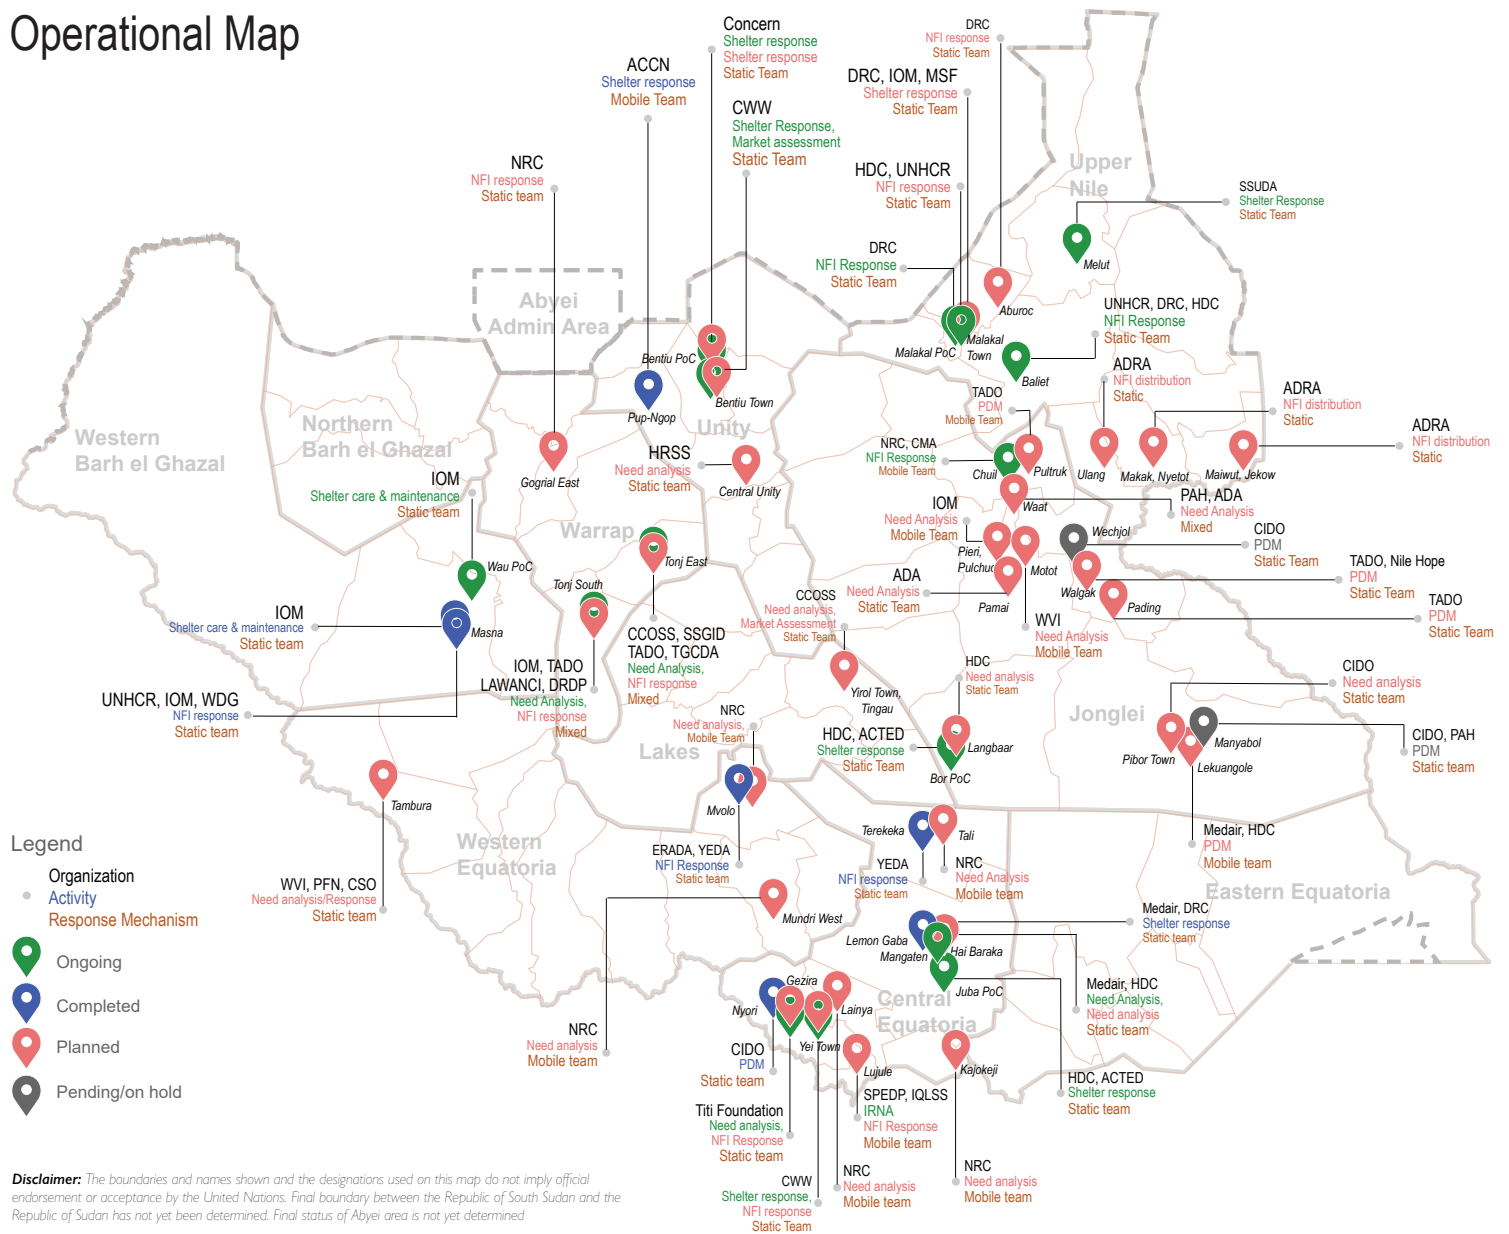 Operational Map
Concern
Shelter response
Shelter response
Static Team
DRC
NFI response
Static Team
ACCN
Shelter response
Mobile Team
DRC, IOM, MSF
Shelter response
Static Team
CWW
Shelter Response,
Market assessment
Static Team
NRC
NFI response
Static team
HDC, UNHCR
NFI response
Static Team
Upper
Nile
SSUDA
Shelter Response
Static Team
DRC
NFI Response
Static Team
Melut
Abyei
Admin Area
Aburoc
UNHCR, DRC, HDC
NFI Response
Static Team
Malakal PoC
Malakal
Town
Bentiu PoC
Baliet
ADRA
NFI distribution
Static
ADRA
NFI distribution
Static
TADO
PDM
Mobile Team
Pup-Ngop
Bentiu Town
Unity
Northern
Barh el Ghazal
Western
Barh el Ghazal
ADRA
NFI distribution
Static
NRC, CMA
NFI Response
Mobile Team
Chuil
Pultruk
Ulang
Makak, Nyetot
Maiwut, Jekow
HRSS
Need analysis
Static team
Gogrial East
Central Unity
IOM
Shelter care & maintenance
Static team
Waat
PAH, ADA
Need Analysis
Mixed
IOM
Need Analysis
Mobile Team
Warrap
Wechjol
CIDO
PDM
Static Team
Pieri,
Pulchuc
Motot
Tonj East
Wau PoC
Tonj South
TADO, Nile Hope
PDM
Static Team
ADA
Need Analysis
Static Team
Pamai
Walgak
Pading
TADO
PDM
Static Team
CCOSS
Need analysis,
Market Assessment
Static Team
IOM
Shelter care & maintenance
Static team
Masna
WVI
Need Analysis
Mobile Team
CCOSS, SSGID
TADO, TGCDA
Need Analysis,
NFI response
Mixed
IOM, TADO
LAWANCI, DRDP
Need Analysis,
NFI response
Mixed
HDC
Need analysis
Static Team
CIDO
Need analysis
Static team
Yirol Town,
Tingau
UNHCR, IOM, WDG
NFI response
Static team
NRC
Need analysis,
Mobile Team
Jonglei
Lakes
HDC, ACTED
Shelter response
Static Team
Langbaar
Bor PoC
Manyabol
Pibor Town
Lekuangole
CIDO, PAH
PDM
Static team
Tambura
Mvolo
Terekeka
Tali
Medair, HDC
PDM
Mobile team
Legend
Western
Equatoria
ERADA, YEDA
NFI Response
Static team
YEDA
NFI response
Static team
NRC
Need Analysis
Mobile team
Eastern Equatoria
Organization
Activity
Response Mechanism
WVI, PFN, CSO
Need analysis/Response
Static team
Mundri West
Medair, DRC
Shelter response
Static team
Lemon Gaba
Mangaten
Hai Baraka
Ongoing
Gezira
Juba PoC
Medair, HDC
Need Analysis,
Need analysis
Static team
Completed
Nyori
Lainya
Central
Equatoria
NRC
Need analysis
Mobile team
Yei Town
Planned
CIDO
PDM
Static team
Lujule
Kajokeji
HDC, ACTED
Shelter response
Static team
Pending/on hold
SPEDP, IQLSS
IRNA
NFI Response
Mobile team
Titi Foundation
Need analysis,
NFI Response
Static team
NRC
Need analysis
Mobile team
NRC
Need analysis
Mobile team
CWW
Shelter response,
NFI response
Static Team
Disclaimer: The boundaries and names shown and the designations used on this map do not imply official
endorsement or acceptance by the United Nations. Final boundary between the Republic of South Sudan and the
Republic of Sudan has not yet been determined. Final status of Abyei area is not yet determined